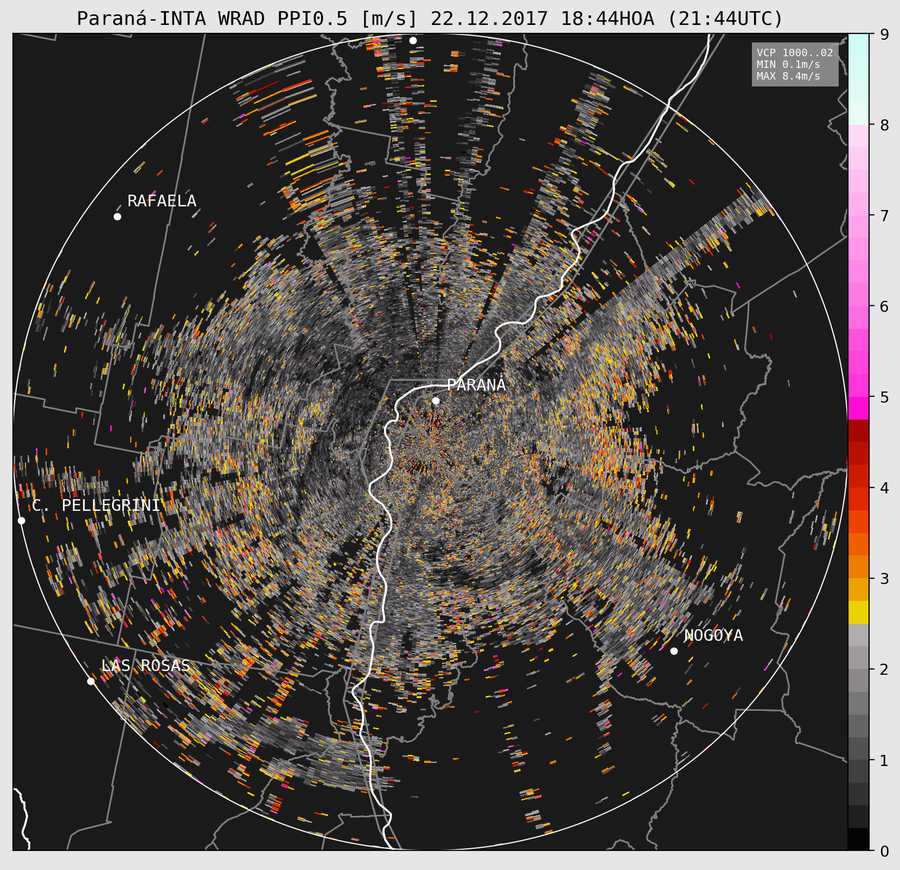 Paraná-INTA WRAD PPI0.5 [m/s] 22.12.2017 18:44HOA (21:44UTC)
VCP 1000..02
MIN 0.1m/s
MAX 8.4m/s
RAFAELA
PARANÁ
C. PELLEGRINI
NOGOYA
LAS ROSAS
9
8
7
6
5
4
3
2
1
0